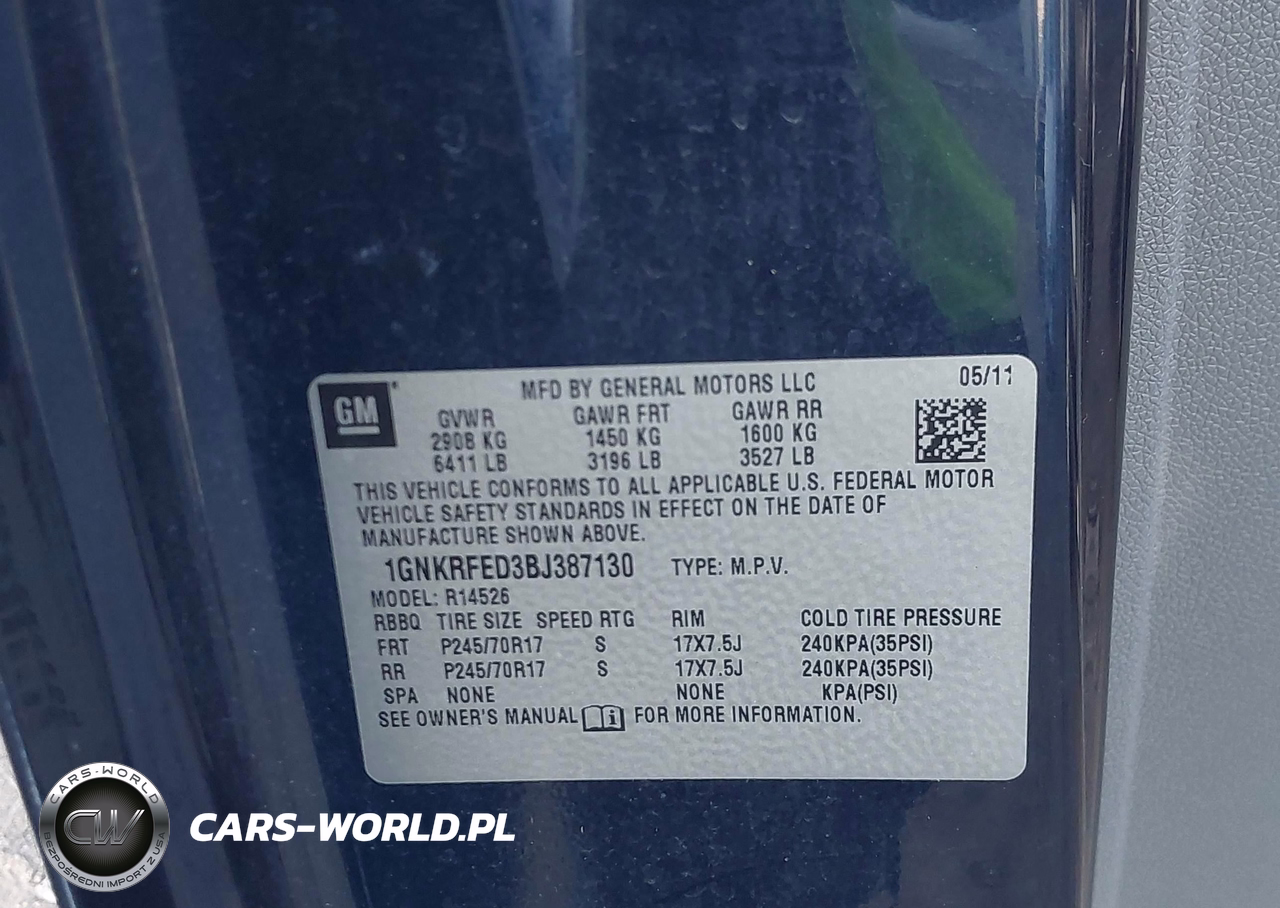 GM
MFD BY GENERAL MOTORS LLC
05/11
GVWR GAWR FRT GAWR RR
2908 KG 1450 KG 1600 KG
6411 LB 3196 LB 3527 LB
THIS VEHICLE CONFORMS TO ALL APPLICABLE U.S. FEDERAL MOTOR
VEHICLE SAFETY STANDARDS IN EFFECT ON THE DATE OF
MANUFACTURE SHOWN ABOVE.
1GNKRFED3BJ387130 TYPE: M.P.V.
MODEL: R14526
RBBQ TIRE SIZE SPEED RTG RIM COLD TIRE PRESSURE
FRT P245/70R17 S 17X7.5J 240KPA(35PSI)
RR P245/70R17 S 17X7.5J 240KPA(35PSI)
SPA NONE NONE KPA(PSI)
SEE OWNER'S MANUAL FOR MORE INFORMATION.
CARS-WORLD
CW
BEZPOŚREDNI IMPORT Z USA
CARS-WORLD.PL